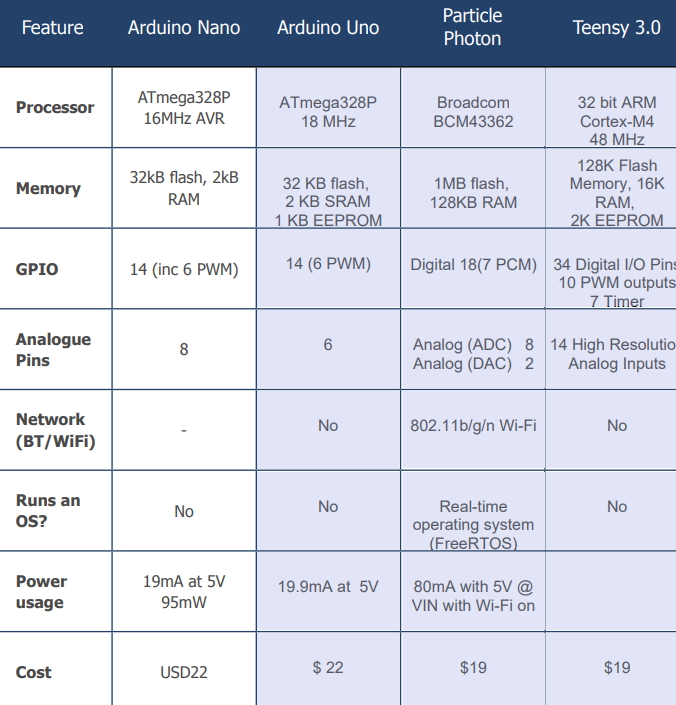 Feature Arduino Nano Arduino Uno Particle Photon Teensy 3.0
Processor
ATmega328P
16MHz AVR
ATmega328P
18 MHz
Broadcom
BCM43362
32 bit ARM
Cortex-M4
48 MHz
Memory
32kB flash, 2kB
RAM
32 KB flash,
2 KB SRAM
1 KB EEPROM
1MB flash,
128KB RAM
128K Flash
Memory, 16K
RAM,
2K EEPROM
GPIO
14 (inc 6 PWM)
14 (6 PWM)
Digital 18(7 PCM)
34 Digital I/O Pins
10 PWM outputs
7 Timer
Analogue
Pins
8
6
Analog (ADC) 8
Analog (DAC) 2
14 High Resolutio
Analog Inputs
Network
(BT/WiFi)
-
No
802.11b/g/n Wi-Fi
No
Runs an
OS?
No
No
Real-time
operating system
(FreeRTOS)
No
Power
usage
19mA at 5V
95mW
19.9mA at 5V
80mA with 5V @
VIN with Wi-Fi on
Cost
USD22
$ 22
$19
$19